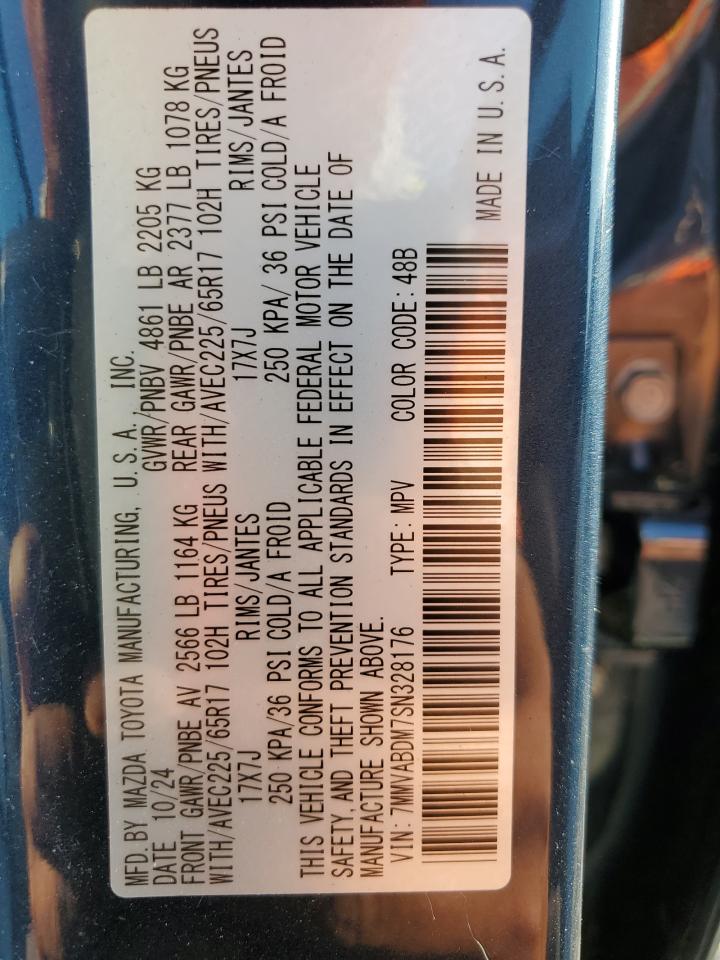 MFD. BY MAZDA TOYOTA MANUFACTURING, U.S.A. INC.
DATE 10/24 GVWR/PNBV 4861 LB 2205 KG
FRONT GAWR/PNBE AV 2566 LB 1164 KG REAR GAWR/PNBE AR 2377 LB 1078 KG
WITH/AVEC225/65R17 102H TIRES/PNEUS WITH/AVEC225/65R17 102H TIRES/PNEUS
17X7J RIMS/JANTES 17X7J RIMS/JANTES
250 KPA/36 PSI COLD/A FROID 250 KPA/ 36 PSI COLD/A FROID
THIS VEHICLE CONFORMS TO ALL APPLICABLE FEDERAL MOTOR VEHICLE
SAFETY, AND THEFT PREVENTION STANDARDS IN EFFECT ON THE DATE OF
MANUFACTURE SHOWN ABOVE.
VIN: 7MMVABDM7SN328176 TYPE: MPV COLOR CODE: 48B
MADE IN U.S.A.